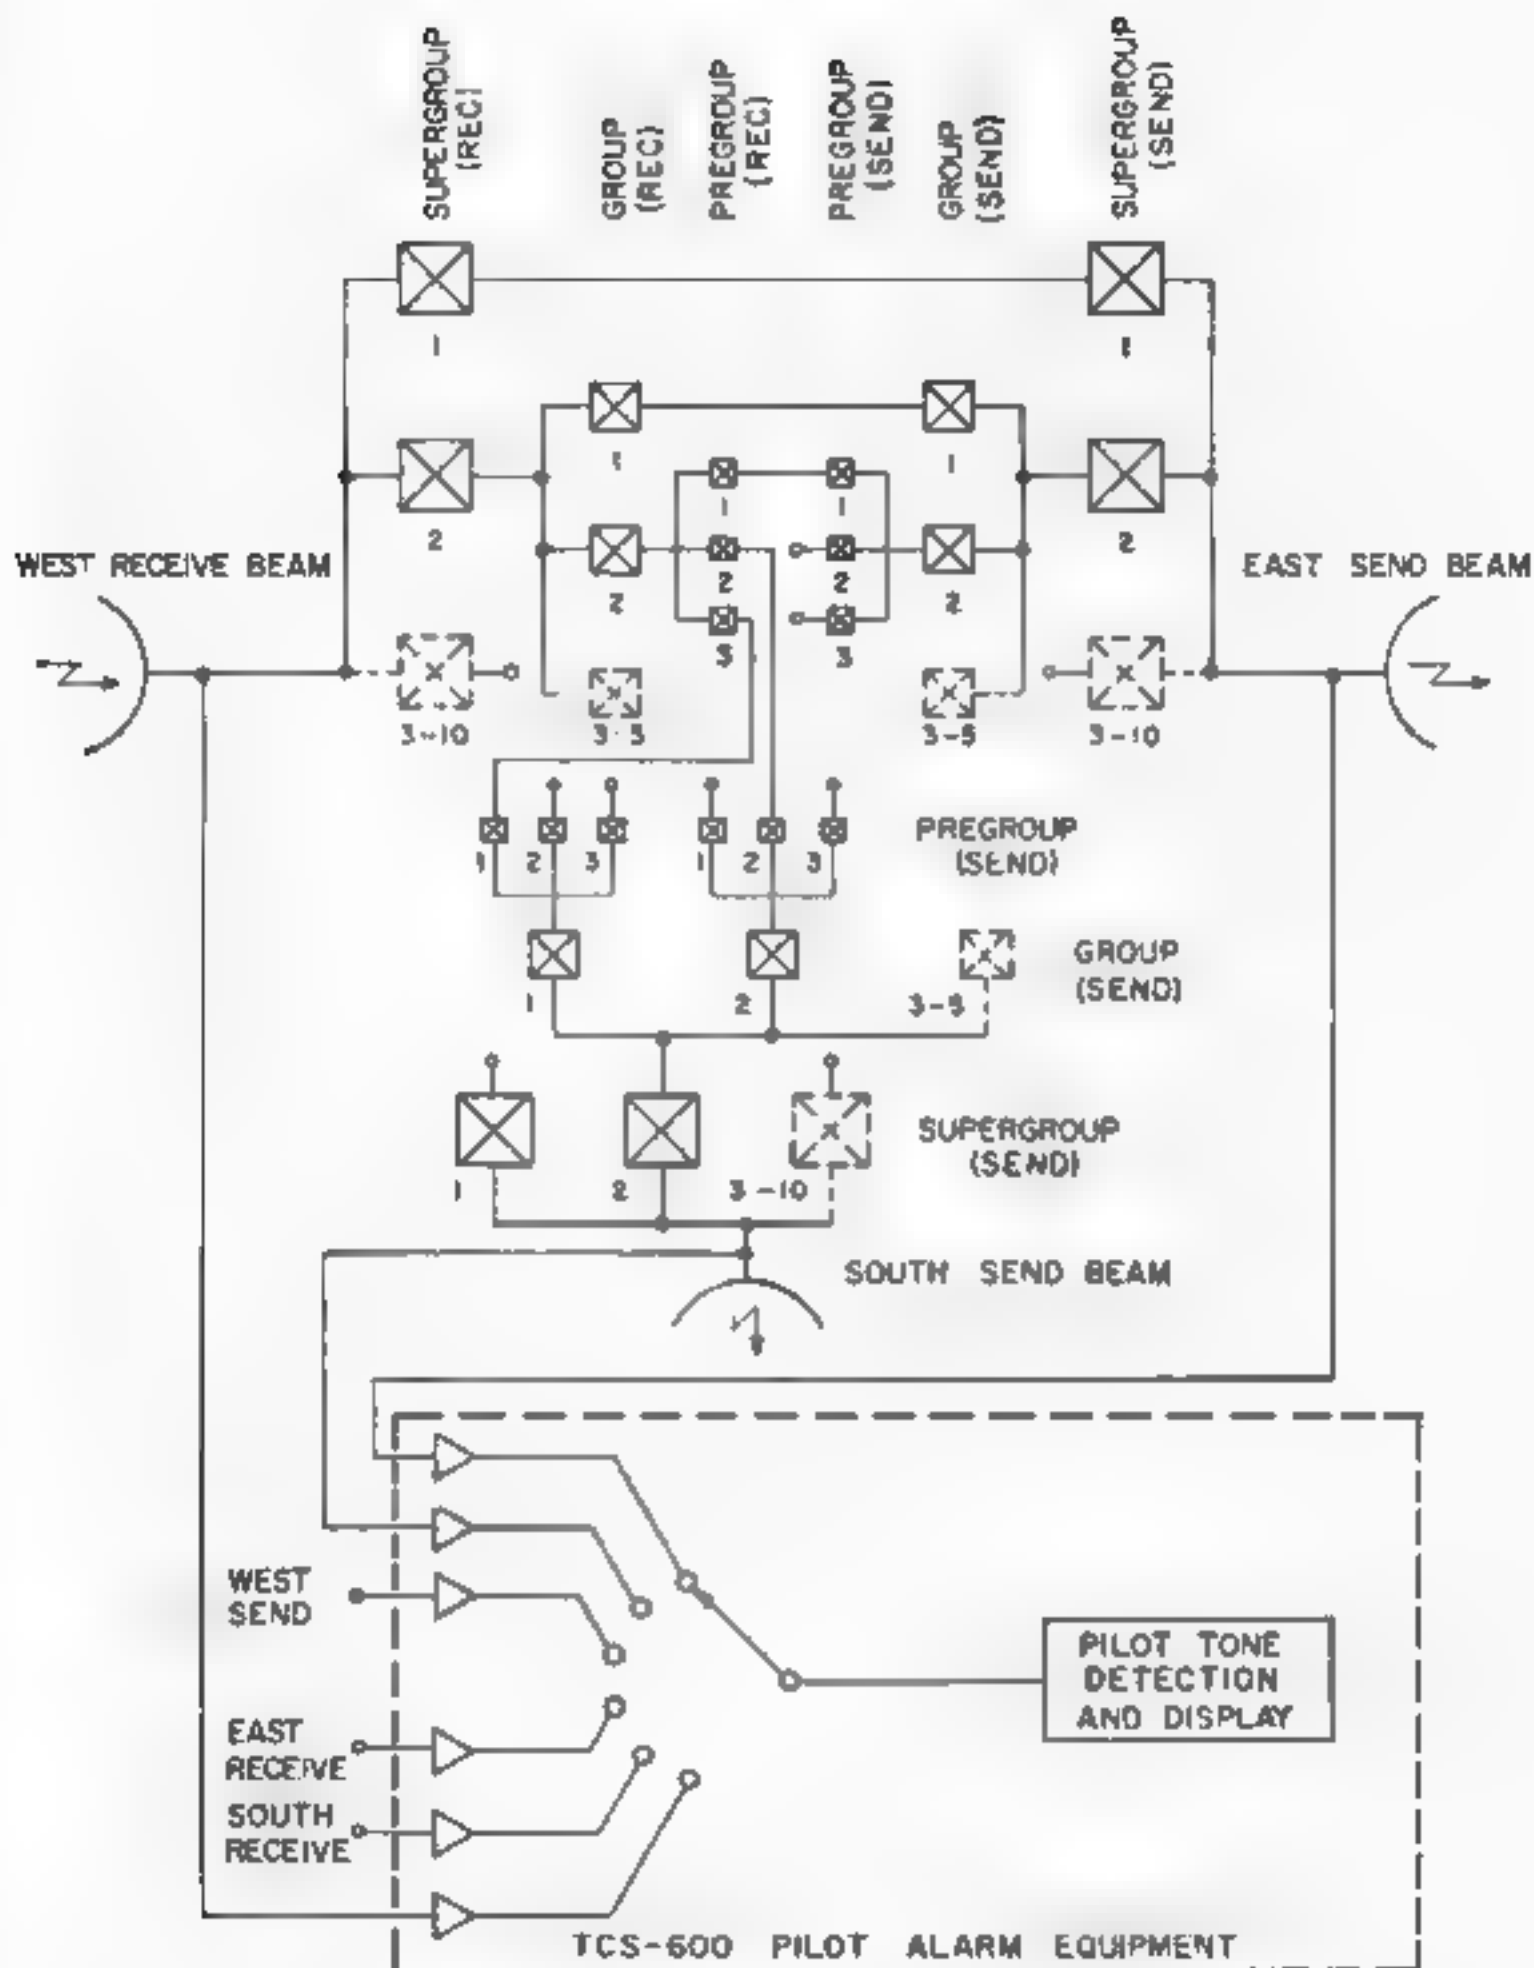 SUPERGROUP
(REC)
GROUP
(REC)
PREGROUP
(REC)
PREGROUP
(SEND)
GROUP
(SEND)
SUPERGROUP
(SEND)
1
1
1
1
1
1
2
2
2
2
2
2
WEST RECEIVE BEAM
EAST SEND BEAM
3
3
3-10
3-5
3-5
3-10
1
2
3
1
2
3
PREGROUP
(SEND)
1
2
3-5
GROUP
(SEND)
1
2
3-10
SUPERGROUP
(SEND)
SOUTH SEND BEAM
WEST
SEND
PILOT TONE
DETECTION
AND DISPLAY
EAST
RECEIVE
SOUTH
RECEIVE
TCS-600 PILOT ALARM EQUIPMENT